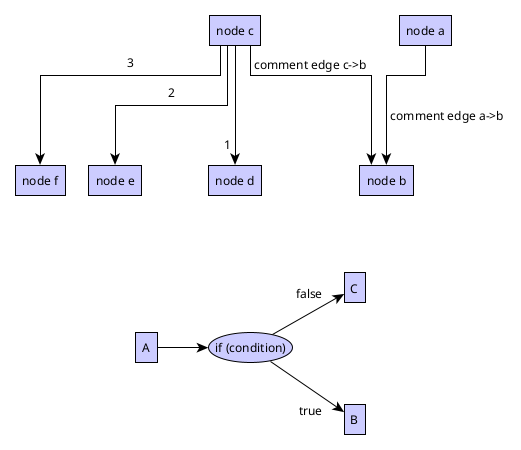 node c
node a
3
comment edge c->b
2
comment edge a->b
1
node f
node e
node d
node b
false
C
A
if (condition)
true
B